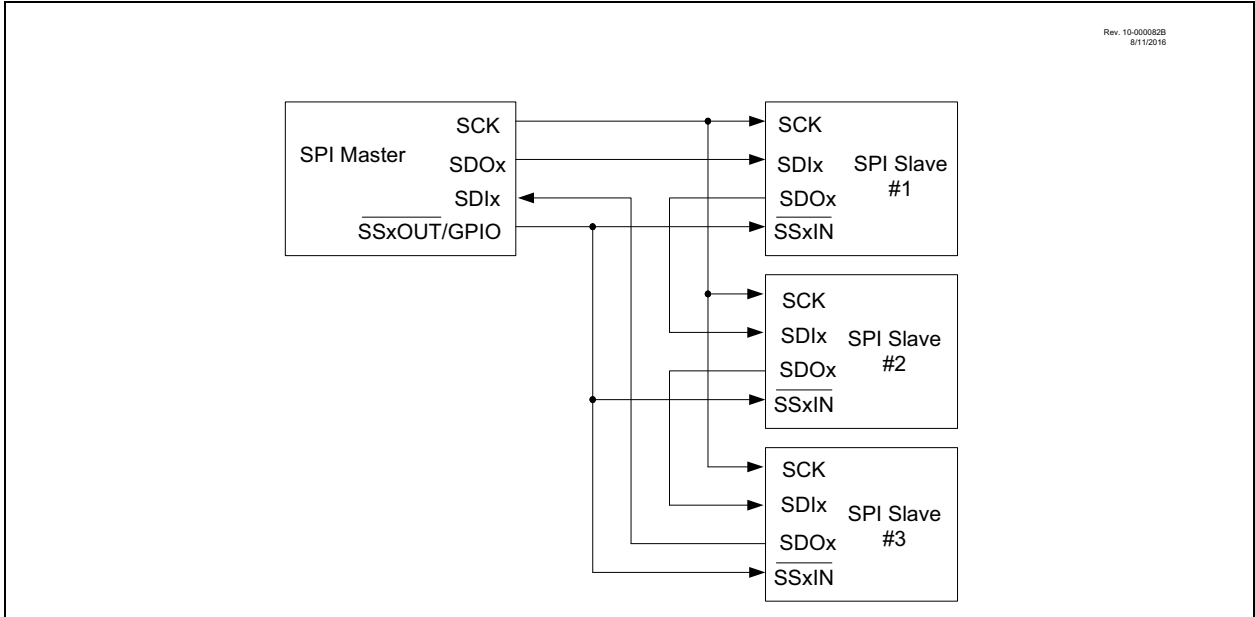 Rev. 10-000082B
8/11/2016
SPI Master
SCK
SDOx
SDIx
SSxOUT/GPIO
SCK
SDIx
SDOx
SSxIN
SPI Slave
#1
SCK
SDIx
SDOx
SSxIN
SPI Slave
#2
SCK
SDIx
SDOx
SSxIN
SPI Slave
#3